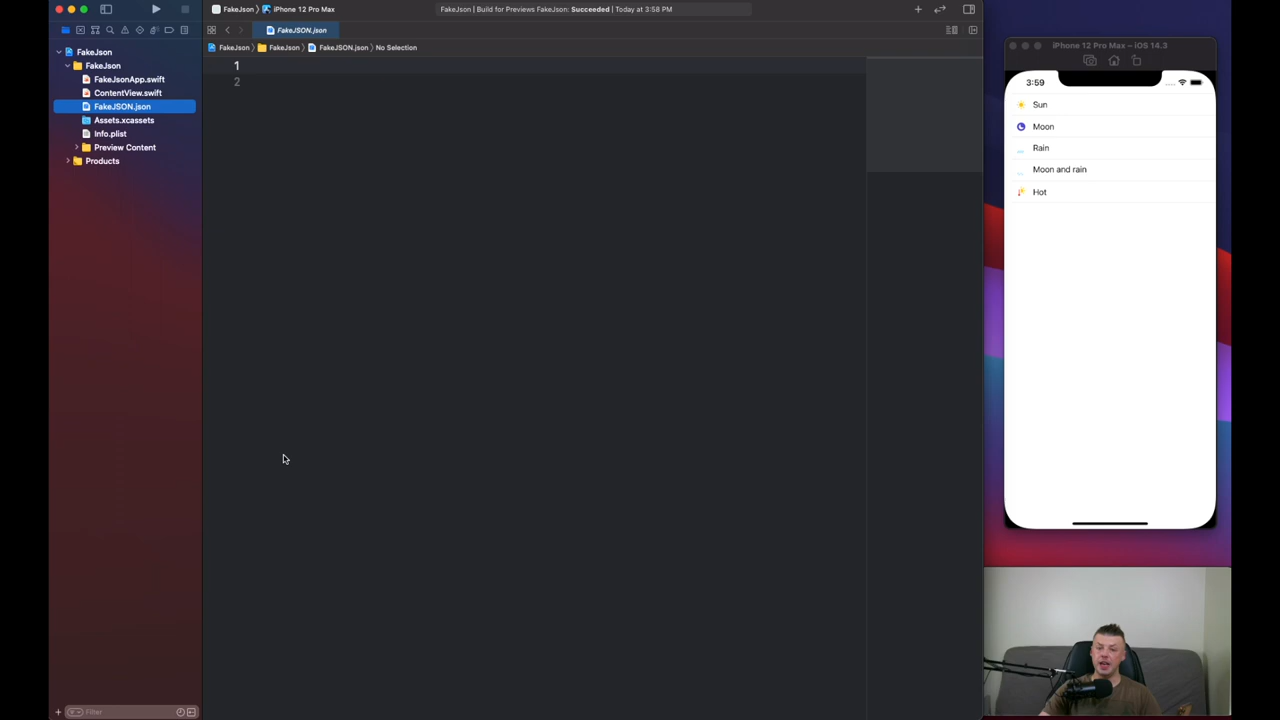 FakeJson 〉 iPhone 12 Pro Max
FakeJson | Build for Previews FakeJson: Succeeded | Today at 3:58 PM
FakeJSON.json
FakeJson 〉 FakeJson 〉 FakeJSON.json 〉 No Selection
FakeJson
FakeJson
FakeJsonApp.swift
ContentView.swift
FakeJSON.json
Assets.xcassets
Info.plist
Preview Content
Products
Filter
1
2
iPhone 12 Pro Max – iOS 14.3
3:59
Sun
Moon
Rain
Moon and rain
Hot